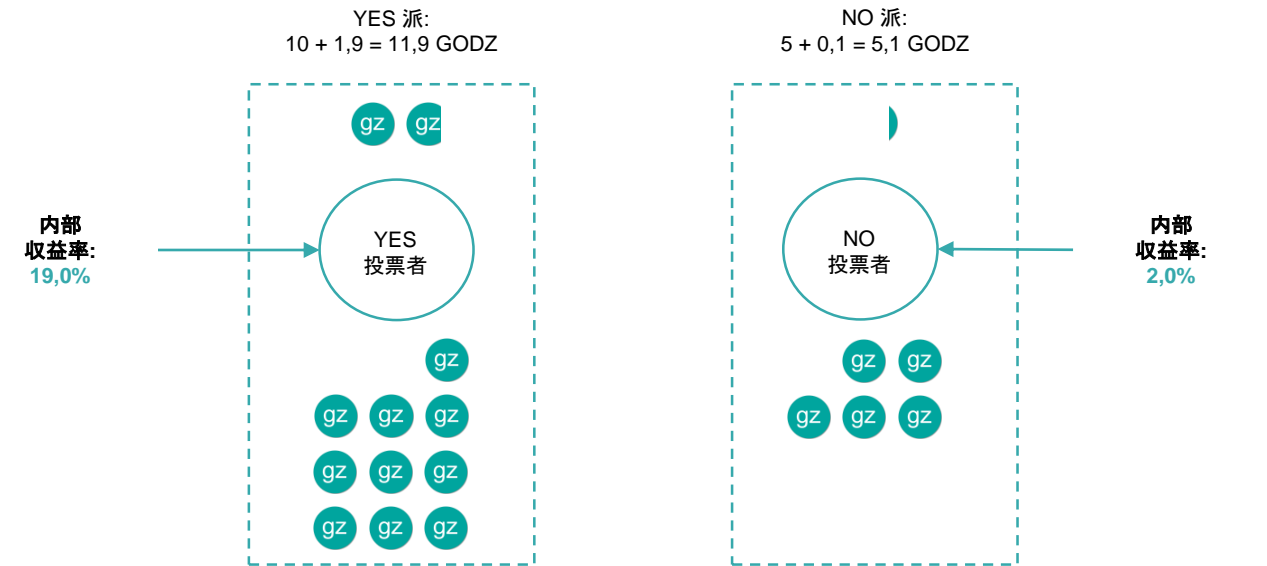 YES 派:
10 + 1,9 = 11,9 GODZ
NO 派:
5 + 0,1 = 5,1 GODZ
gz gz
内部
收益率:
19,0%
YES
投票者
NO
投票者
内部
收益率:
2,0%
gz
gz gz gz
gz gz gz
gz gz gz
gz gz
gz gz gz